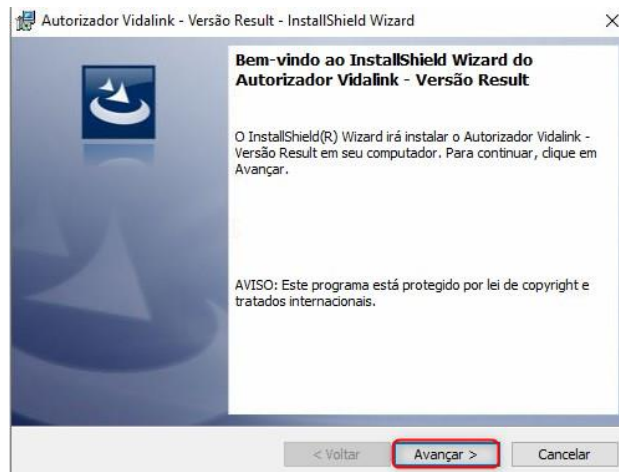 Autorizador Vidalink - Versão Result - InstallShield Wizard
Bem-vindo ao InstallShield Wizard do
Autorizador Vidalink - Versão Result
O InstallShield(R) Wizard irá instalar o Autorizador Vidalink -
Versão Result em seu computador. Para continuar, clique em
Avançar.
AVISO: Este programa está protegido por lei de copyright e
tratados internacionais.
< Voltar
Avançar >
Cancelar